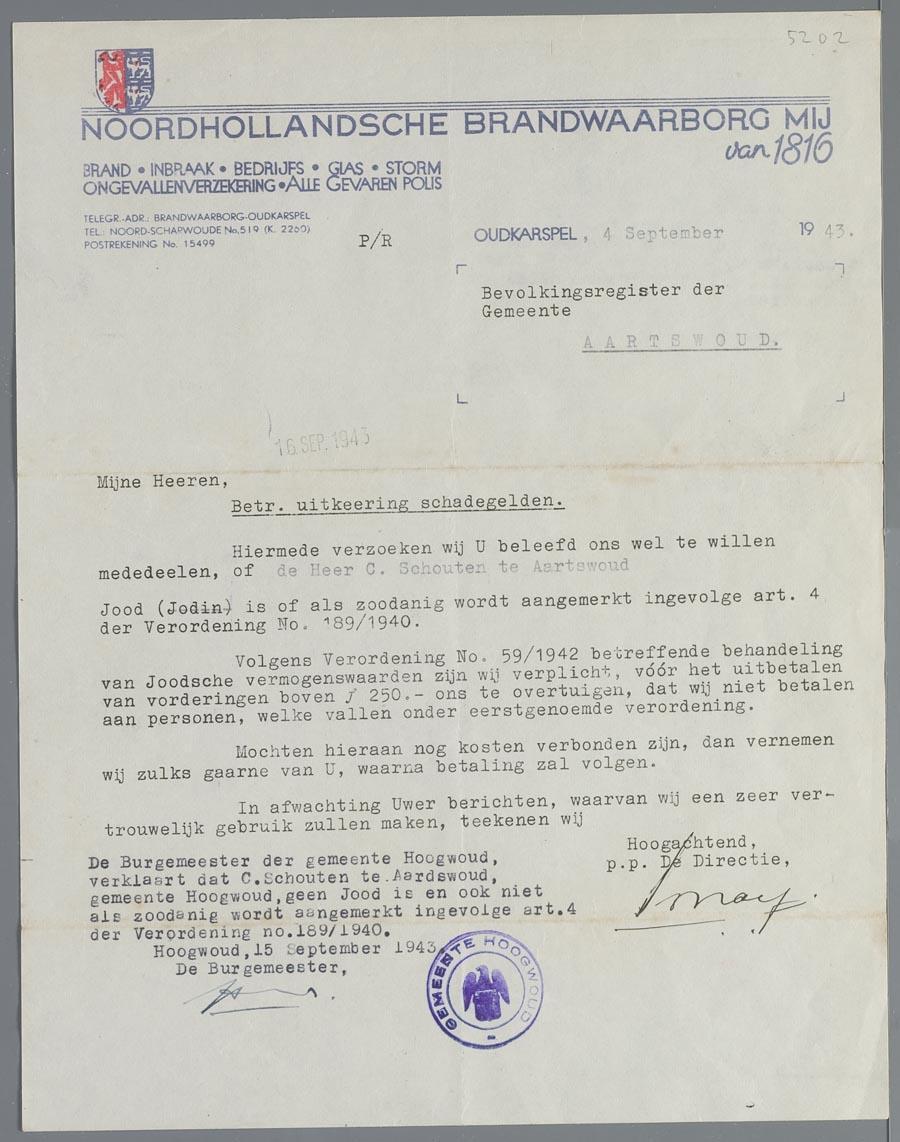 5202
NOORDHOLLANDSCHE BRANDWAARBORG MIJ
van 1816
BRAND • INBRAAK • BEDRIJFS • GLAS • STORM
ONGEVALLENVERZEKERING • ALLE GEVAREN POLIS
TELEGR.-ADR.: BRANDWAARBORG-OUDKARSPEL
TEL.: NOORD-SCHARWOUDE No. 519 (K. 2260)
POSTREKENING No. 15499
P/R
OUDKARSPEL, 4 September 1943.
Bevolkingsregister der
Gemeente
AARTSWOUD.
16 SEP. 1943
Mijne Heeren,
Betr. uitkeering schadegelden.
Hiermede verzoeken wij U beleefd ons wel te willen
mededeelen, of de Heer C. Schouten te Aartswoud
Jood (Jodin) is of als zoodanig wordt aangemerkt ingevolge art. 4
der Verordening No. 189/1940.
Volgens Verordening No. 59/1942 betreffende behandeling
van Joodsche vermogenswaarden zijn wij verplicht, vóór het uitbetalen
van vorderingen boven ƒ 250.- ons te overtuigen, dat wij niet betalen
aan personen, welke vallen onder eerstgenoemde verordening.
Mochten hieraan nog kosten verbonden zijn, dan vernemen
wij zulks gaarne van U, waarna betaling zal volgen.
In afwachting Uwer berichten, waarvan wij een zeer ver-
trouwelijk gebruik zullen maken, teekenen wij
Hoogachtend,
p.p. De Directie,
De Burgemeester der gemeente Hoogwoud,
verklaart dat C.Schouten te Aardswoud,
gemeente Hoogwoud, geen Jood is en ook niet
als zoodanig wordt aangemerkt ingevolge art.4
der Verordening no.189/1940.
Hoogwoud, 15 September 1943.
De Burgemeester,
GEMEENTE HOOGWOUD